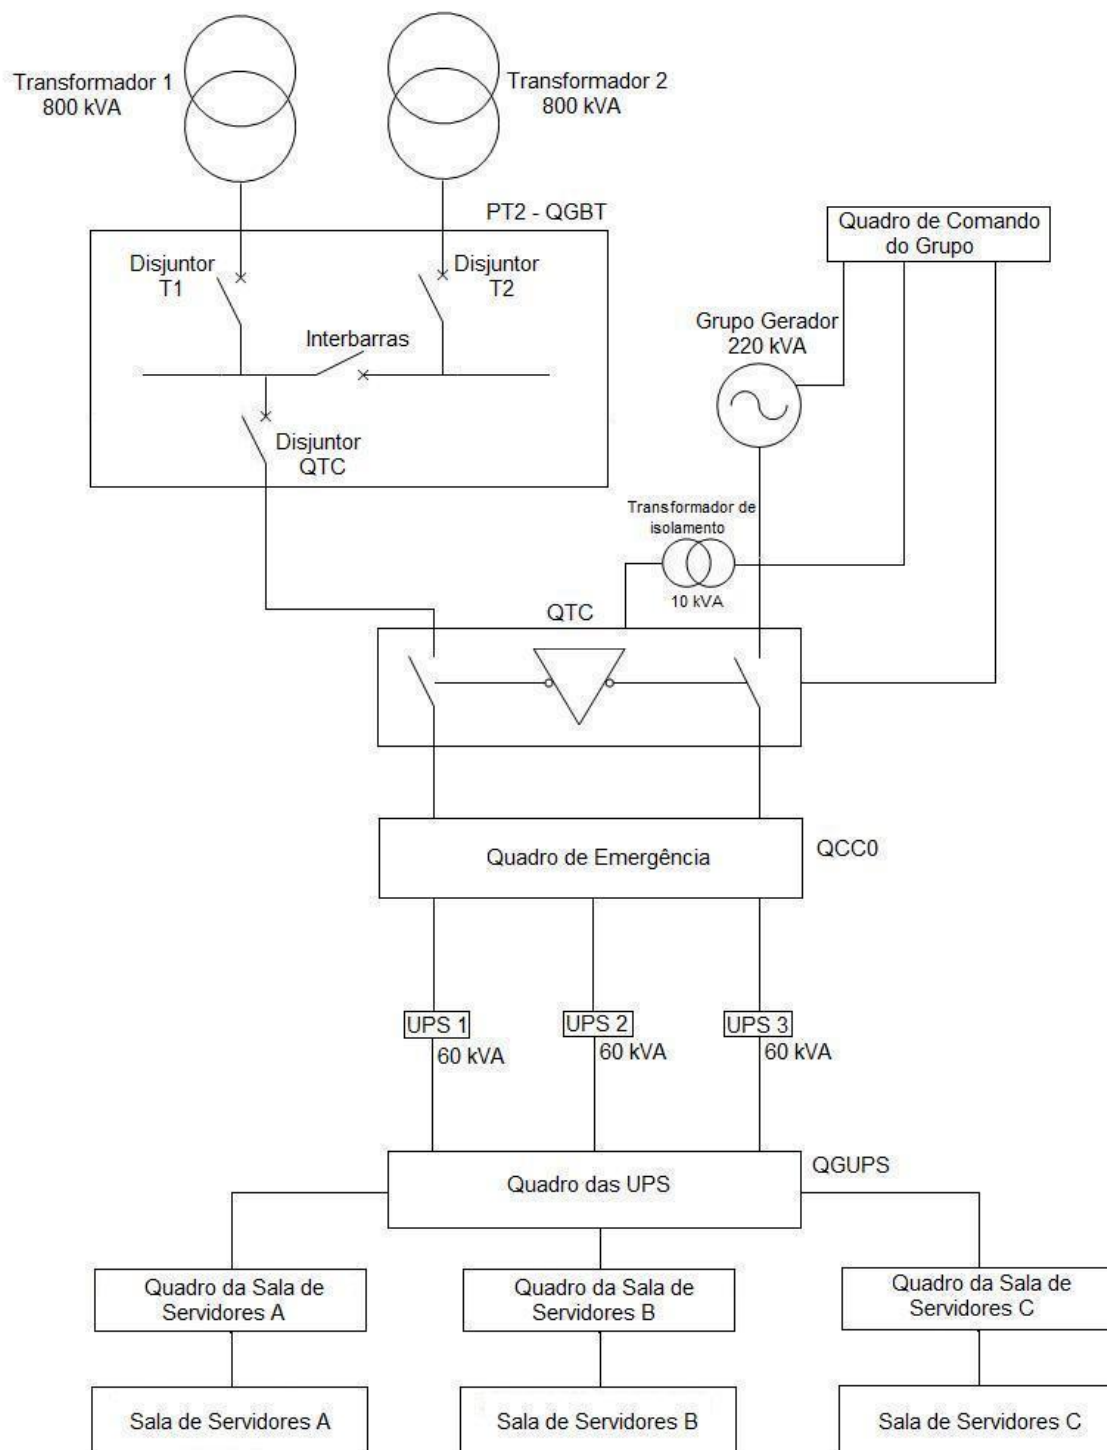 Transformador 1
800 kVA
Transformador 2
800 kVA
PT2 - QGBT
Quadro de Comando
do Grupo
Disjuntor
T1
Disjuntor
T2
Interbarras
Grupo Gerador
220 kVA
Disjuntor
QTC
Transformador de
isolamento
10 kVA
QTC
Quadro de Emergência
QCC0
UPS 1
60 kVA
UPS 2
60 kVA
UPS 3
60 kVA
Quadro das UPS
QGUPS
Quadro da Sala de
Servidores A
Quadro da Sala de
Servidores B
Quadro da Sala de
Servidores C
Sala de Servidores A
Sala de Servidores B
Sala de Servidores C